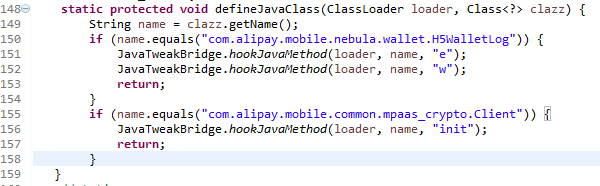 148 static protected void defineJavaClass(ClassLoader loader, Class<?> clazz) {
149 String name = clazz.getName();
150 if (name.equals("com.alipay.mobile.nebula.wallet.H5WalletLog")) {
151 JavaTweakBridge.hookJavaMethod(loader, name, "e");
152 JavaTweakBridge.hookJavaMethod(loader, name, "w");
153 return;
154 }
155 if (name.equals("com.alipay.mobile.common.mpaas_crypto.Client")) {
156 JavaTweakBridge.hookJavaMethod(loader, name, "init");
157 return;
158 }
159 }